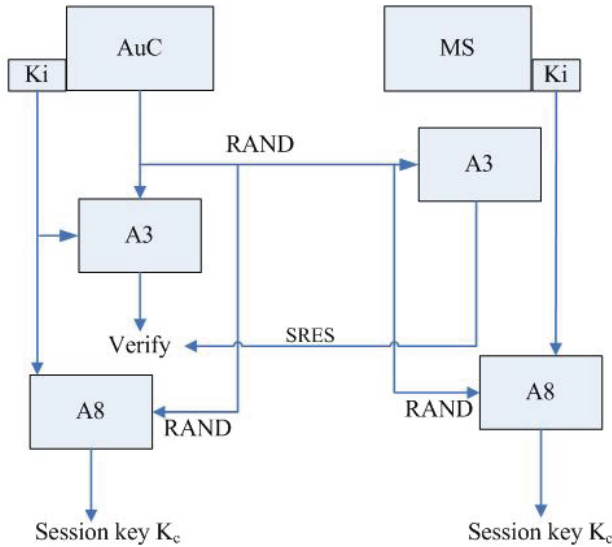 AuC
MS
Ki
Ki
RAND
A3
A3
SRES
Verify
A8
A8
RAND
RAND
Session key Kc
Session key Kc